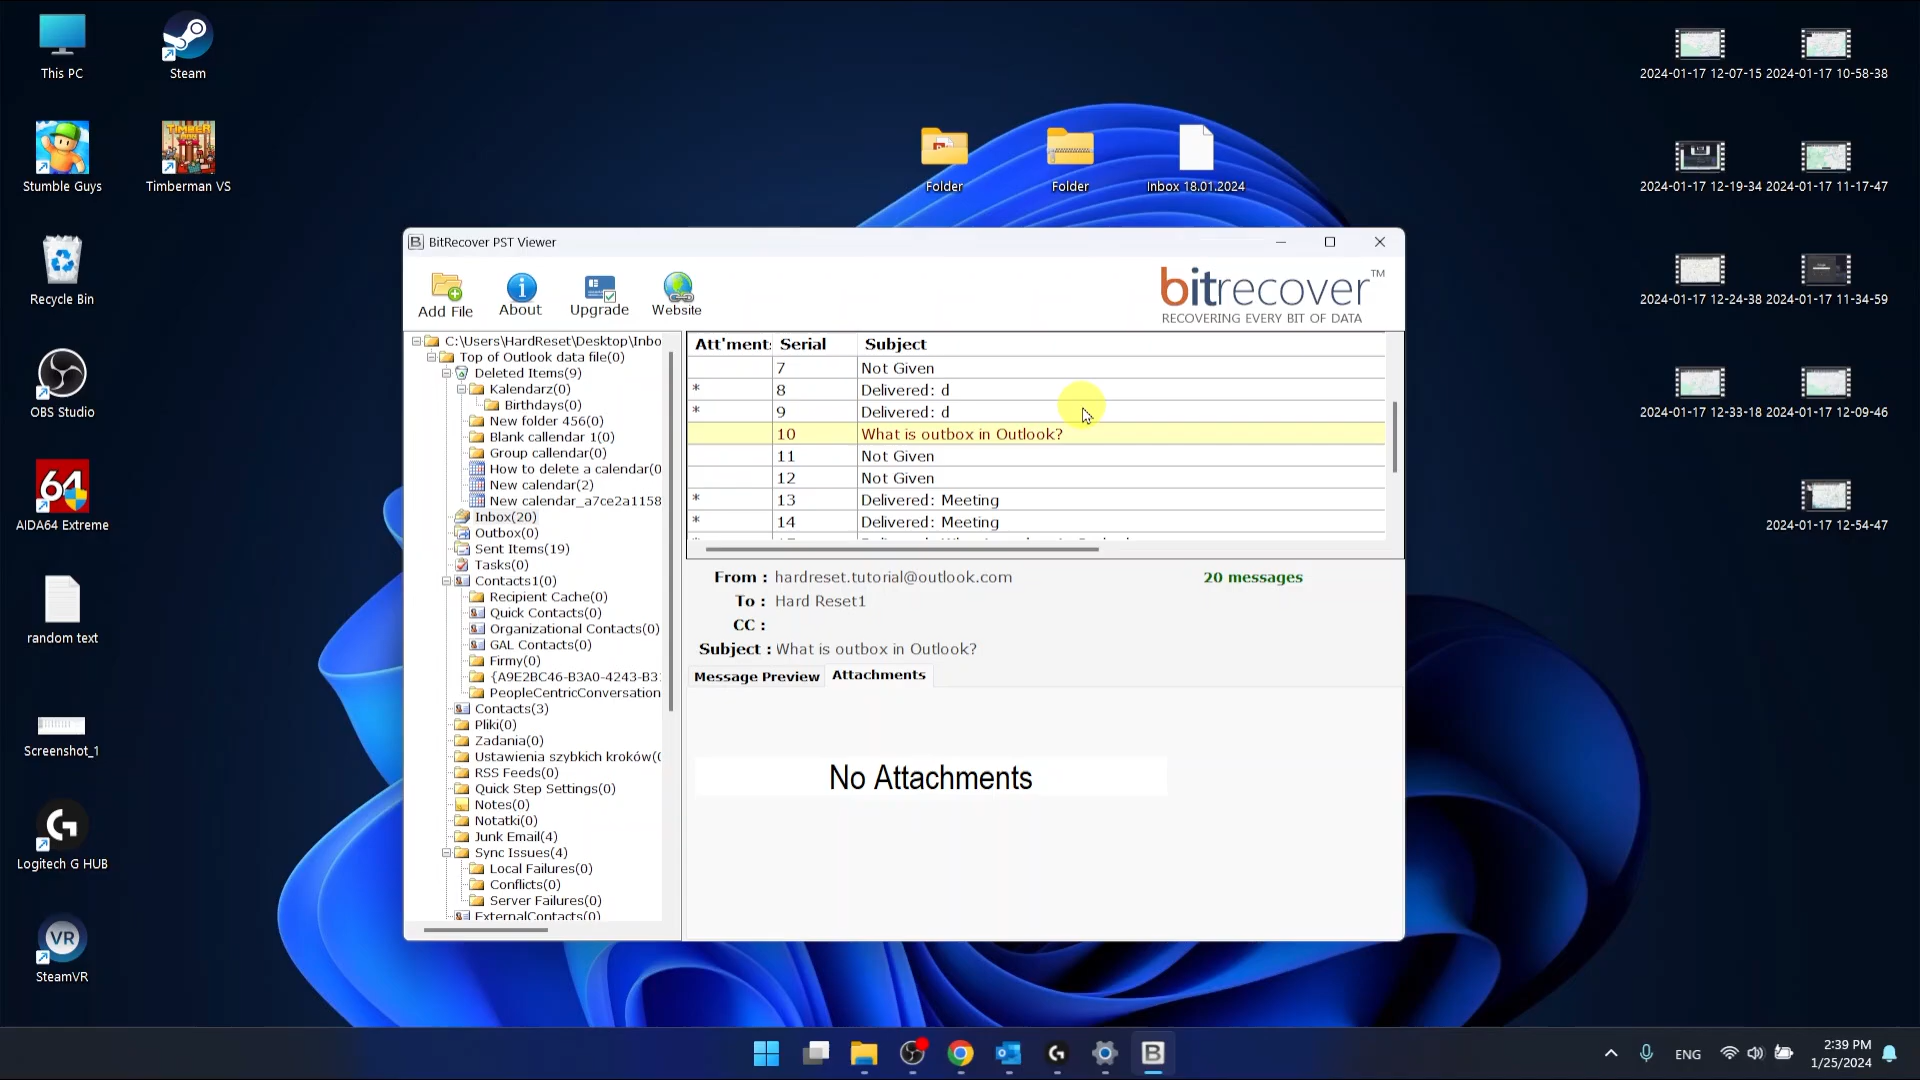 This PC
Steam
Stumble Guys
TIMBER
Timberman VS
Recycle Bin
OBS Studio
64
AIDA64 Extreme
random text
Screenshot_1
Logitech G HUB
VR
SteamVR
Folder
Folder
Inbox 18.01.2024
2024-01-17 12-07-15
2024-01-17 10-58-38
2024-01-17 12-19-34
2024-01-17 11-17-47
2024-01-17 12-24-38
2024-01-17 11-34-59
2024-01-17 12-33-18
2024-01-17 12-09-46
2024-01-17 12-54-47
B BitRecover PST Viewer
Add File
About
Upgrade
Website
bitrecover™
RECOVERING EVERY BIT OF DATA
C:\Users\HardReset\Desktop\Inbo
Top of Outlook data file(0)
Deleted Items(9)
Kalendarz(0)
Birthdays(0)
New folder 456(0)
Blank callendar 1(0)
Group callendar(0)
How to delete a calendar(0
New calendar(2)
New calendar_a7ce2a1158
Inbox(20)
Outbox(0)
Sent Items(19)
Tasks(0)
Contacts1(0)
Recipient Cache(0)
Quick Contacts(0)
Organizational Contacts(0)
GAL Contacts(0)
Firmy(0)
{A9E2BC46-B3A0-4243-B3
PeopleCentricConversation
Contacts(3)
Pliki(0)
Zadania(0)
Ustawienia szybkich kroków(
RSS Feeds(0)
Quick Step Settings(0)
Notes(0)
Notatki(0)
Junk Email(4)
Sync Issues(4)
Local Failures(0)
Conflicts(0)
Server Failures(0)
ExternalContacts(0)
Att'ment: Serial Subject
7 Not Given
* 8 Delivered: d
* 9 Delivered: d
10 What is outbox in Outlook?
11 Not Given
12 Not Given
* 13 Delivered: Meeting
* 14 Delivered: Meeting
From : hardreset.tutorial@outlook.com
20 messages
To : Hard Reset1
CC :
Subject : What is outbox in Outlook?
Message Preview
Attachments
No Attachments
B
ENG
2:39 PM
1/25/2024